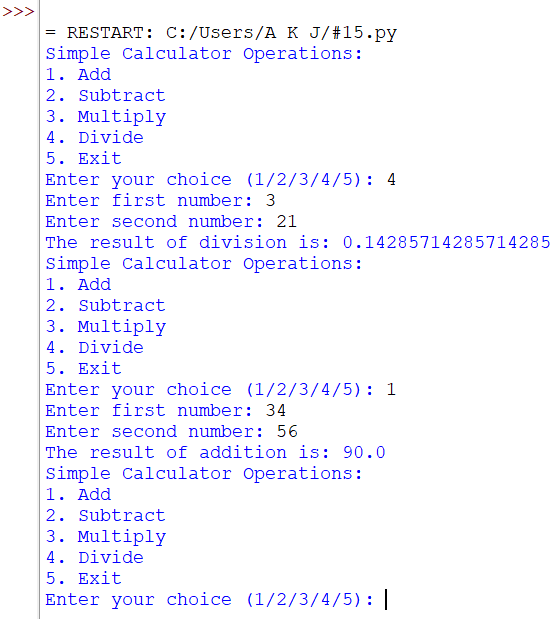 >>>
= RESTART: C:/Users/A K J/#15.py
Simple Calculator Operations:
1. Add
2. Subtract
3. Multiply
4. Divide
5. Exit
Enter your choice (1/2/3/4/5): 4
Enter first number: 3
Enter second number: 21
The result of division is: 0.14285714285714285
Simple Calculator Operations:
1. Add
2. Subtract
3. Multiply
4. Divide
5. Exit
Enter your choice (1/2/3/4/5): 1
Enter first number: 34
Enter second number: 56
The result of addition is: 90.0
Simple Calculator Operations:
1. Add
2. Subtract
3. Multiply
4. Divide
5. Exit
Enter your choice (1/2/3/4/5):